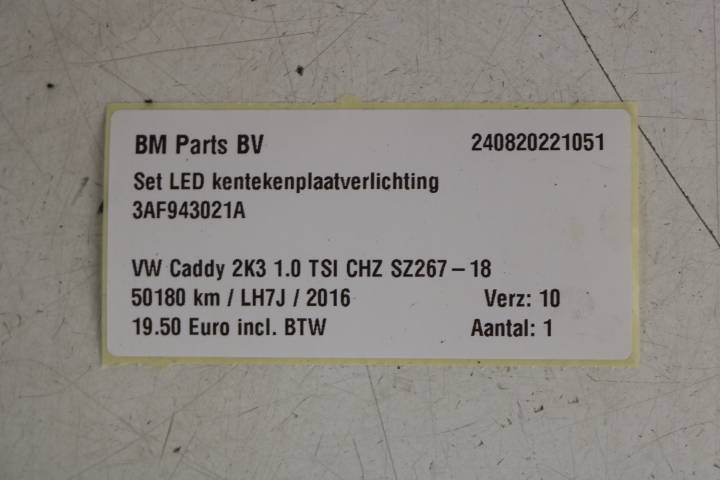 BM Parts BV 240820221051
Set LED kentekenplaatverlichting
3AF943021A
VW Caddy 2K3 1.0 TSI CHZ SZ267-18
50180 km / LH7J / 2016 Verz: 10
19.50 Euro incl. BTW Aantal: 1